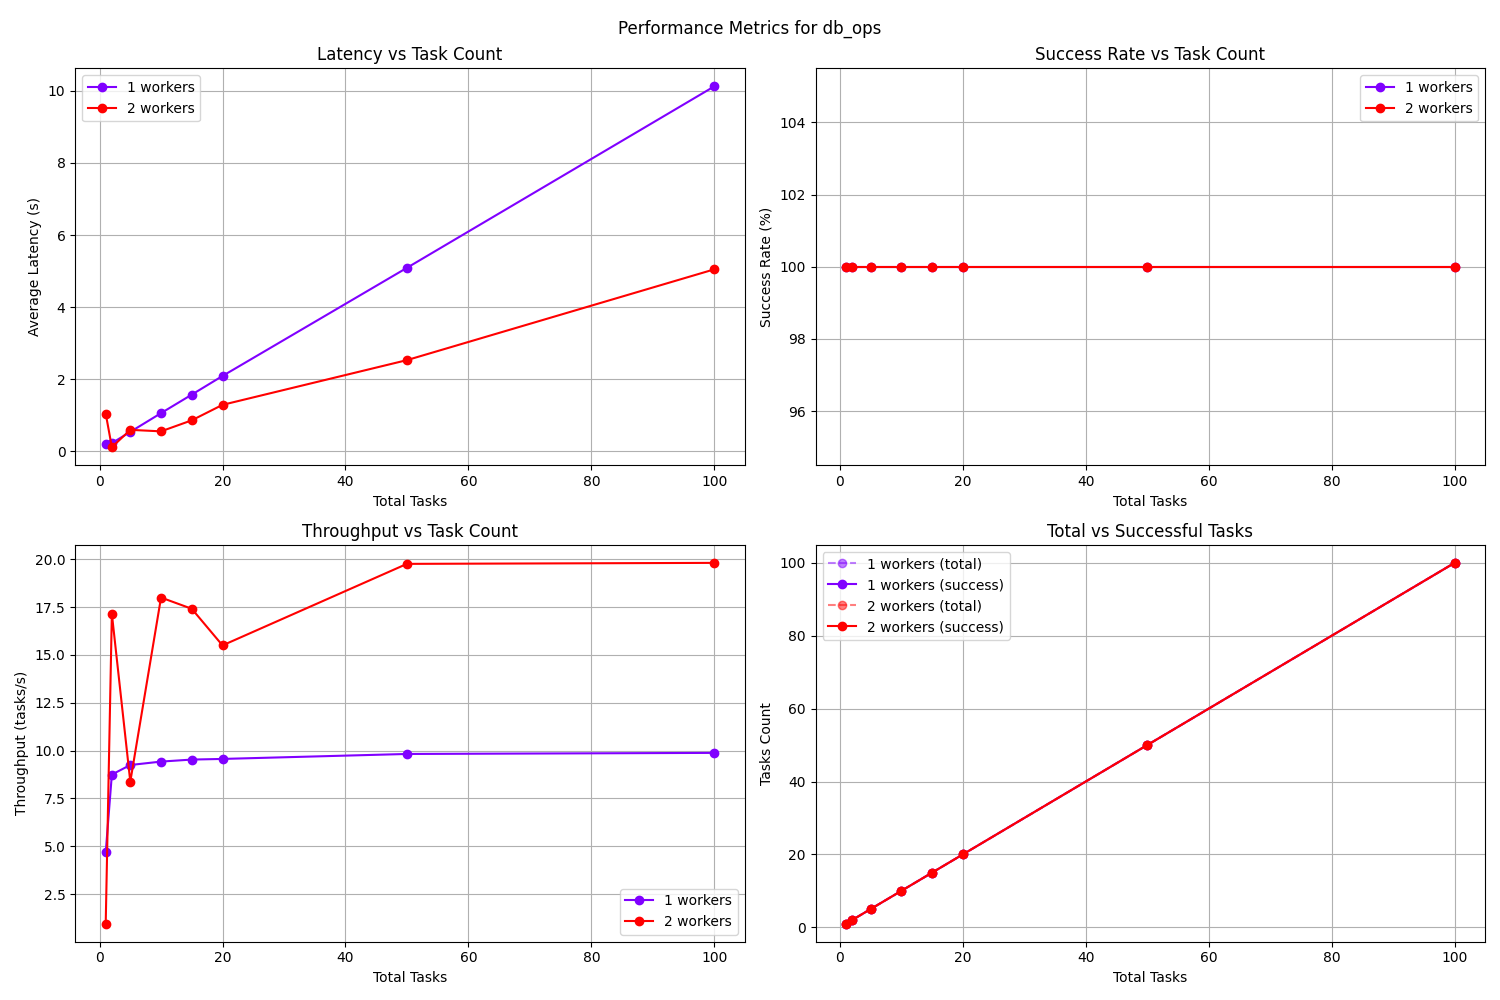 Performance Metrics for db_ops
Latency vs Task Count
1 workers
2 workers
10
8
6
4
2
0
Average Latency (s)
0 20 40 60 80 100
Total Tasks
Success Rate vs Task Count
1 workers
2 workers
104
102
100
98
96
Success Rate (%)
0 20 40 60 80 100
Total Tasks
Throughput vs Task Count
20.0
17.5
15.0
12.5
10.0
7.5
5.0
2.5
Throughput (tasks/s)
1 workers
2 workers
0 20 40 60 80 100
Total Tasks
Total vs Successful Tasks
1 workers (total)
1 workers (success)
2 workers (total)
2 workers (success)
100
80
60
40
20
0
Tasks Count
0 20 40 60 80 100
Total Tasks